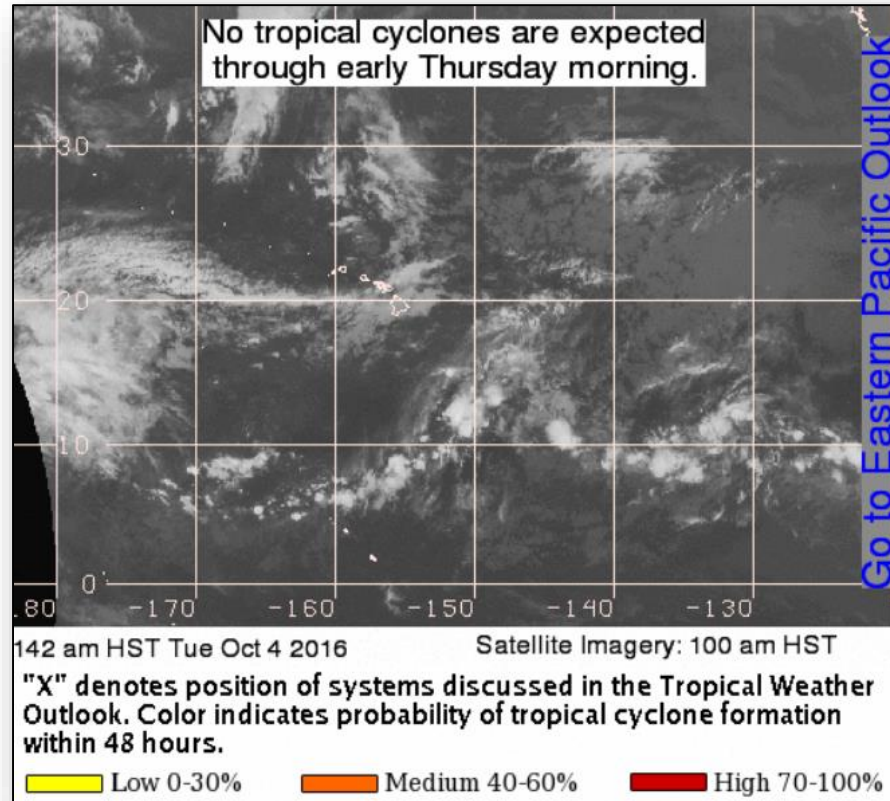 No tropical cyclones are expected
through early Thursday morning.
Go to Eastern Pacific Outlook
30
20
10
0
180 -170 -160 -150 -140 -130
142 am HST Tue Oct 4 2016 Satellite Imagery: 100 am HST
"X" denotes position of systems discussed in the Tropical Weather
Outlook. Color indicates probability of tropical cyclone formation
within 48 hours.
Low 0-30% Medium 40-60% High 70-100%